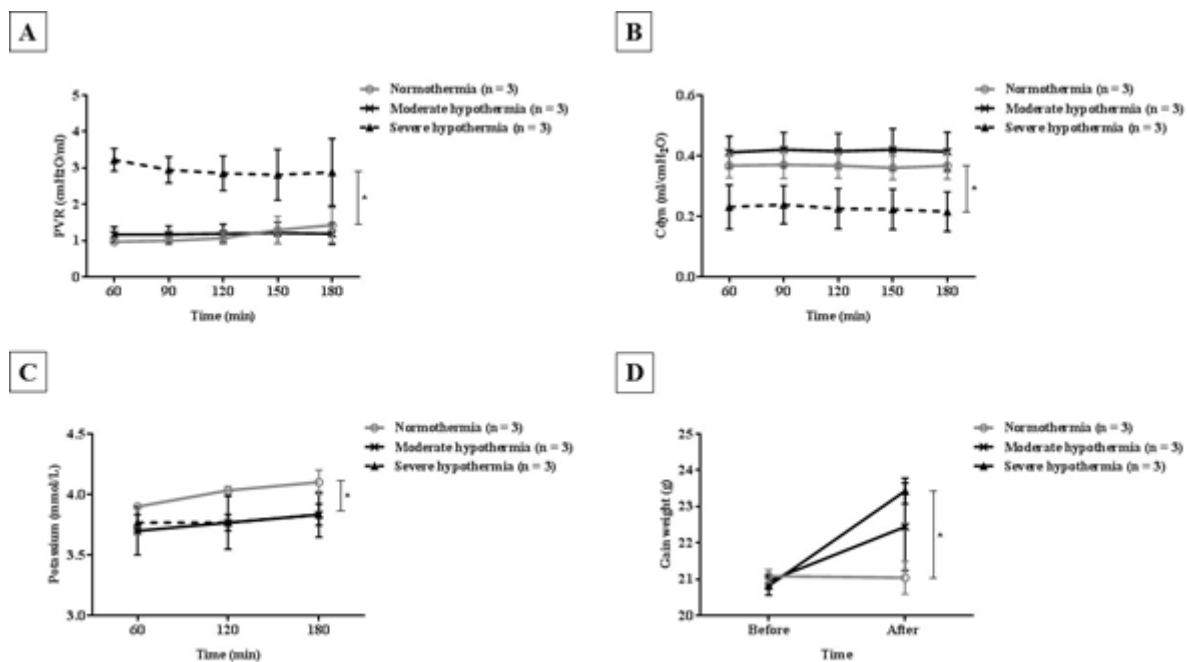 A
PVR (cmH2O/ml)
5
4
3
2
1
0
60 90 120 150 180
Time (min)
Normothermia (n = 3)
Moderate hypothermia (n = 3)
Severe hypothermia (n = 3)
*
B
Cdyn (ml/cmH₂O)
0.6
0.4
0.2
0.0
60 90 120 150 180
Time (min)
Normothermia (n = 3)
Moderate hypothermia (n = 3)
Severe hypothermia (n = 3)
*
C
Potassium (mmol/L)
4.5
4.0
3.5
3.0
60 120 180
Time (min)
Normothermia (n = 3)
Moderate hypothermia (n = 3)
Severe hypothermia (n = 3)
*
D
Gain weight (g)
25
24
23
22
21
20
Before After
Time
Normothermia (n = 3)
Moderate hypothermia (n = 3)
Severe hypothermia (n = 3)
*